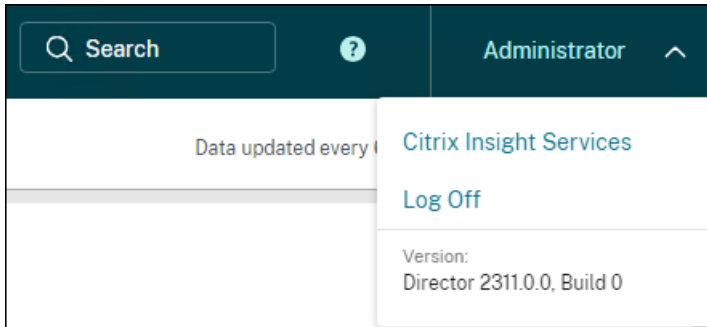 Search
?
Administrator
Data updated every
Citrix Insight Services
Log Off
Version:
Director 2311.0.0, Build 0